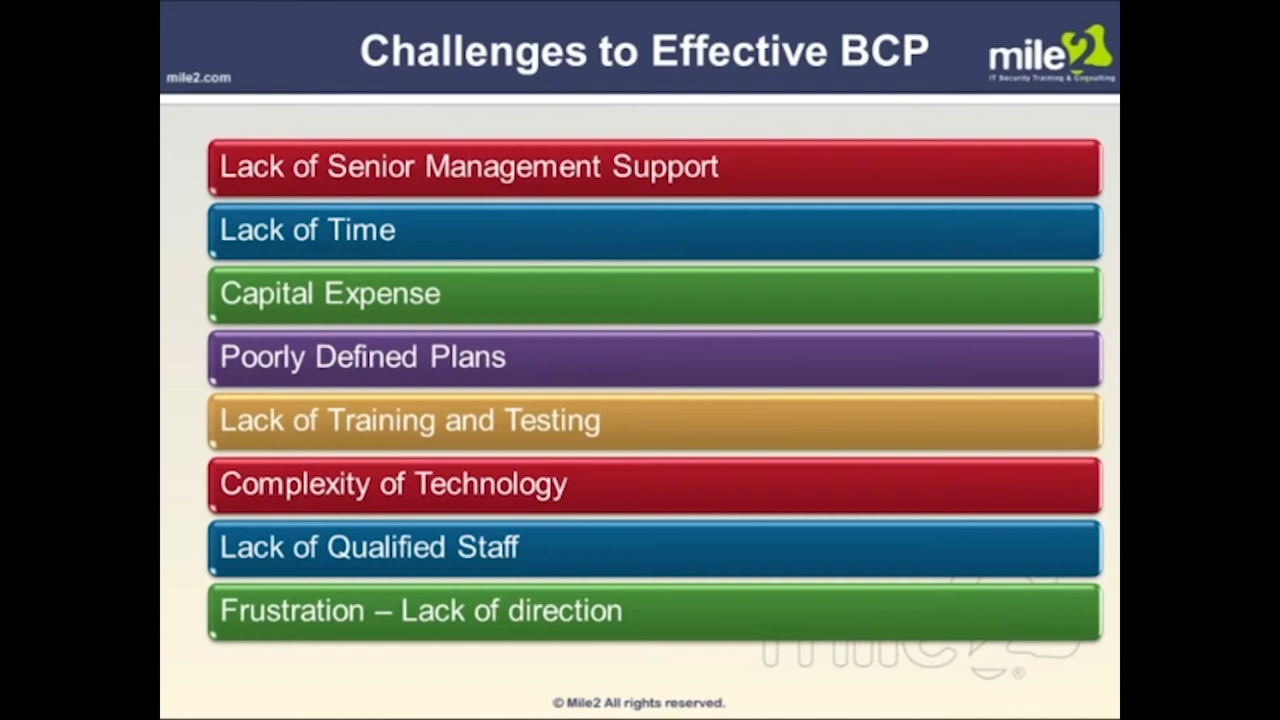 Challenges to Effective BCP
mile2
IT Security Training & Consulting
mile2.com
Lack of Senior Management Support
Lack of Time
Capital Expense
Poorly Defined Plans
Lack of Training and Testing
Complexity of Technology
Lack of Qualified Staff
Frustration – Lack of direction
mile2 ®
© Mile2 All rights reserved.